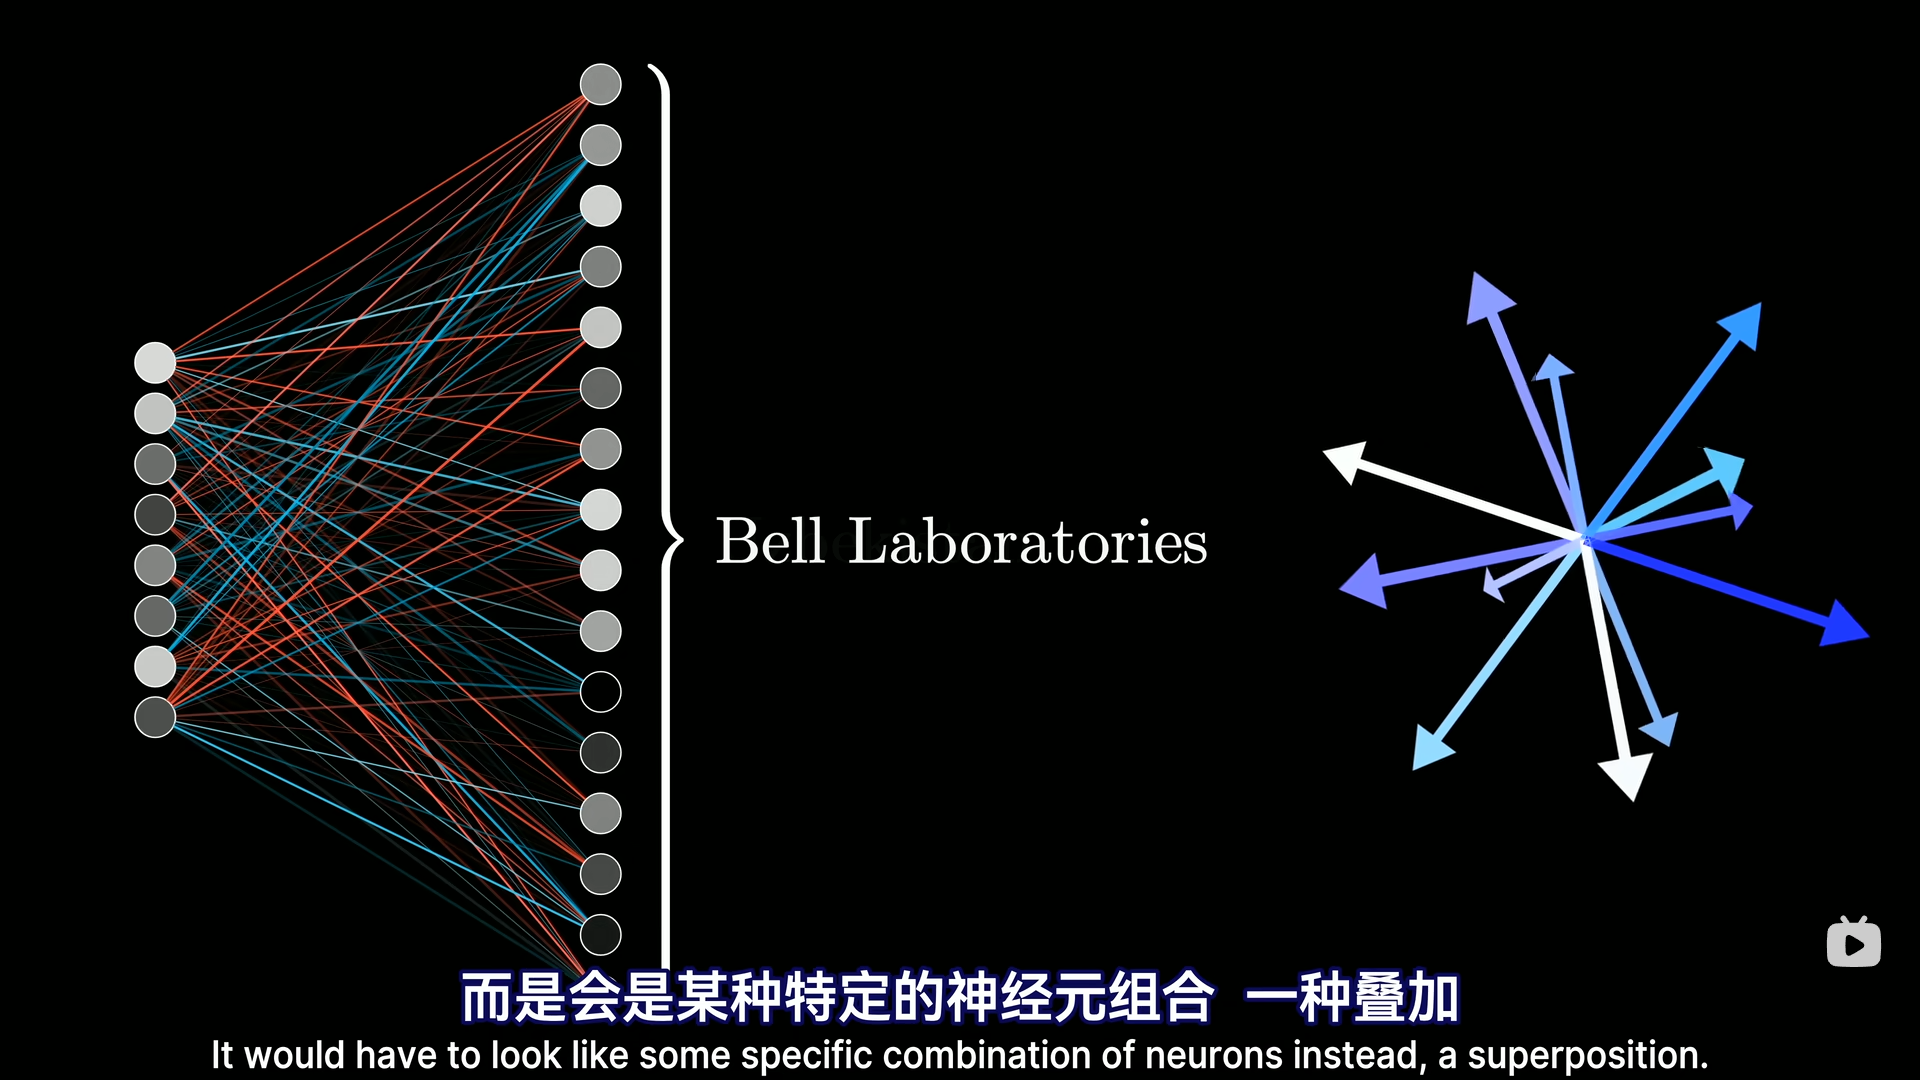 Bell Laboratories
而是会是某种特定的神经元组合 一种叠加
It would have to look like some specific combination of neurons instead, a superposition.